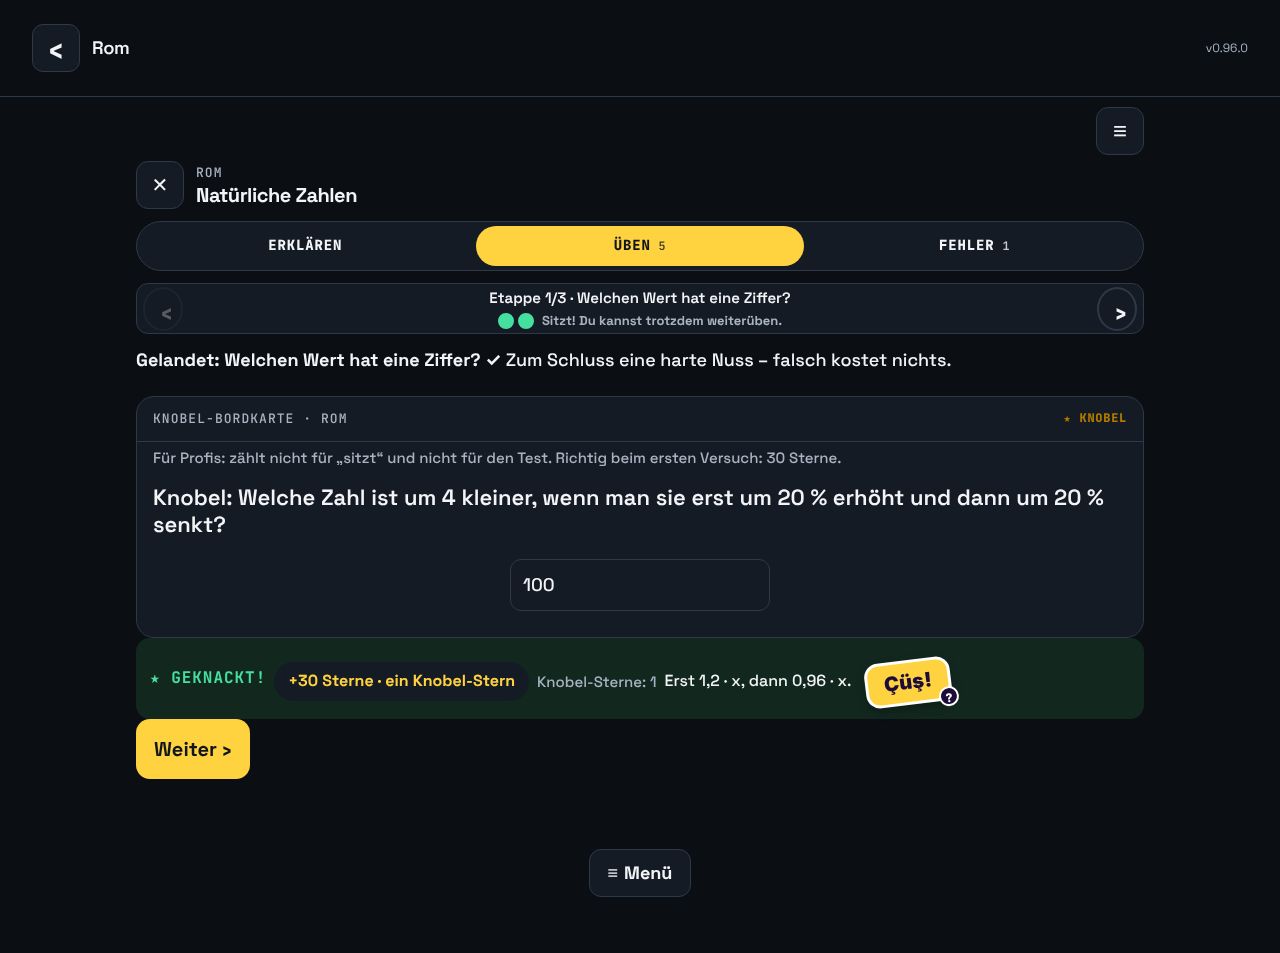 < Rom
v0.96.0
≡
✕
ROM
Natürliche Zahlen
ERKLÄREN
ÜBEN 5
FEHLER 1
<
Etappe 1/3 · Welchen Wert hat eine Ziffer?
Sitzt! Du kannst trotzdem weiterüben.
>
Gelandet: Welchen Wert hat eine Ziffer? ✓ Zum Schluss eine harte Nuss – falsch kostet nichts.
KNOBEL-BORDKARTE · ROM
★ KNOBEL
Für Profis: zählt nicht für „sitzt“ und nicht für den Test. Richtig beim ersten Versuch: 30 Sterne.
Knobel: Welche Zahl ist um 4 kleiner, wenn man sie erst um 20 % erhöht und dann um 20 %
senkt?
100
★ GEKNACKT! +30 Sterne · ein Knobel-Stern Knobel-Sterne: 1 Erst 1,2 · x, dann 0,96 · x. Çüş! ?
Weiter >
≡ Menü